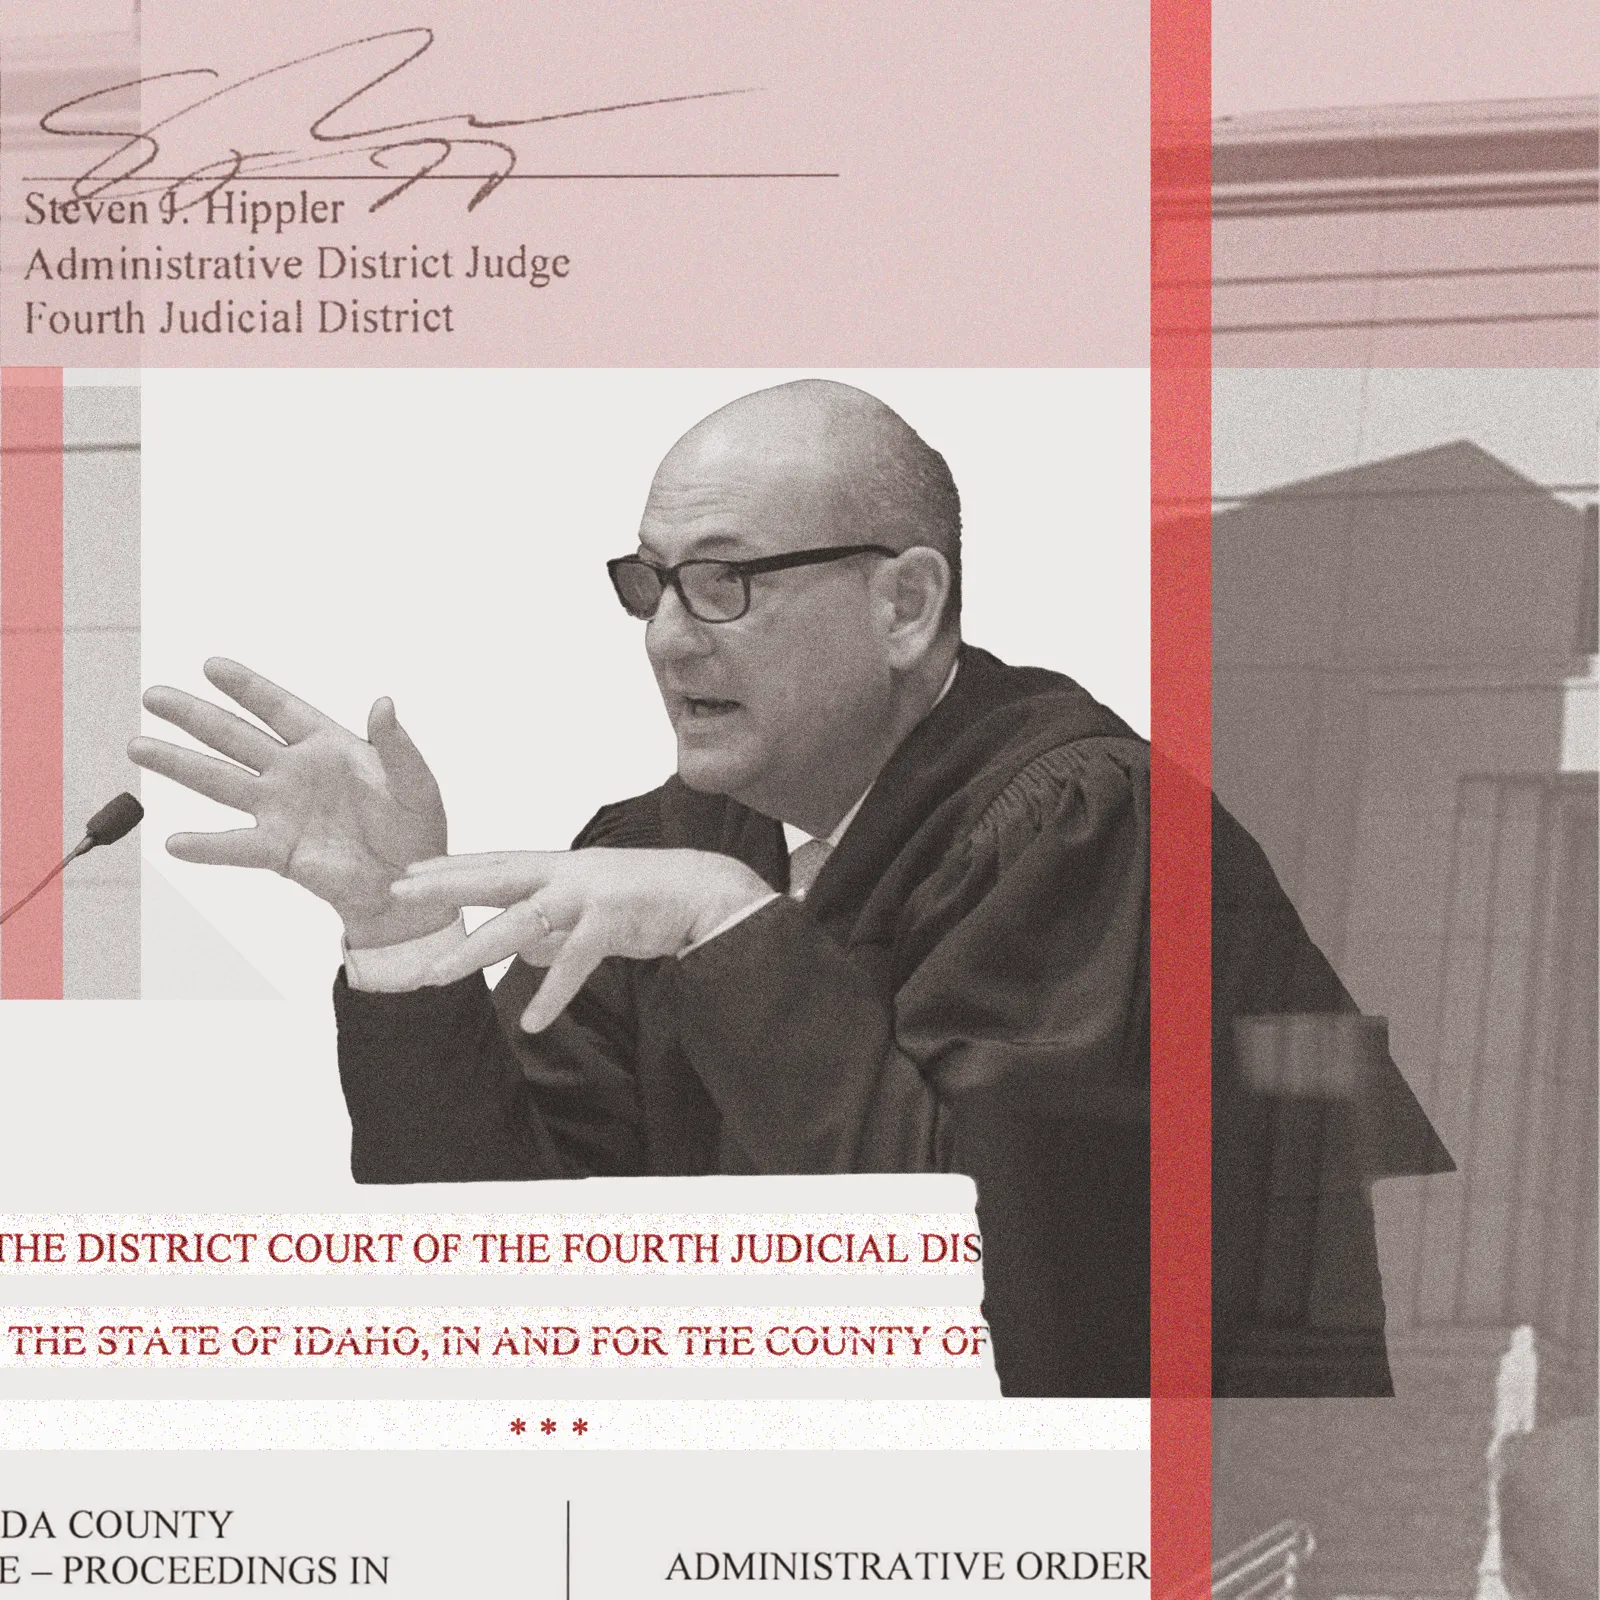 Steven J. Hippler
Administrative District Judge
Fourth Judicial District
THE DISTRICT COURT OF THE FOURTH JUDICIAL DIS
THE STATE OF IDAHO, IN AND FOR THE COUNTY OF
* * *
DA COUNTY
E – PROCEEDINGS IN
ADMINISTRATIVE ORDER